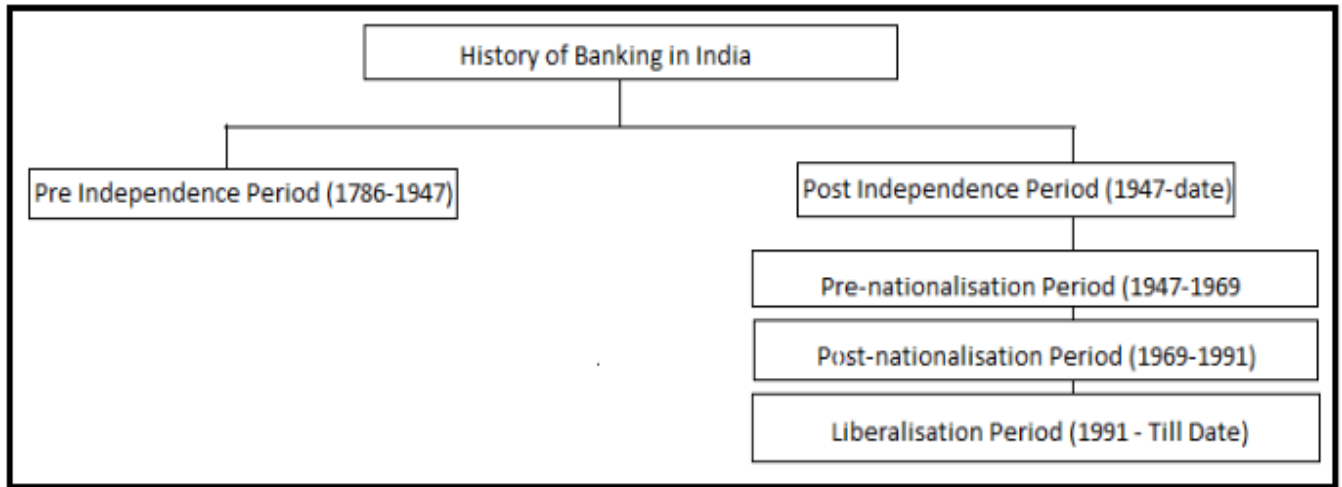 History of Banking in India
Pre Independence Period (1786-1947)
Post Independence Period (1947-date)
Pre-nationalisation Period (1947-1969
Post-nationalisation Period (1969-1991)
Liberalisation Period (1991 - Till Date)